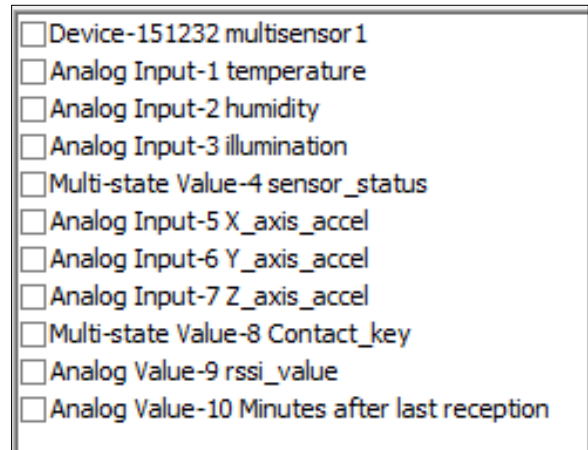 Device-151232 multisensor1
Analog Input-1 temperature
Analog Input-2 humidity
Analog Input-3 illumination
Multi-state Value-4 sensor_status
Analog Input-5 X_axis_accel
Analog Input-6 Y_axis_accel
Analog Input-7 Z_axis_accel
Multi-state Value-8 Contact_key
Analog Value-9 rssi_value
Analog Value-10 Minutes after last reception